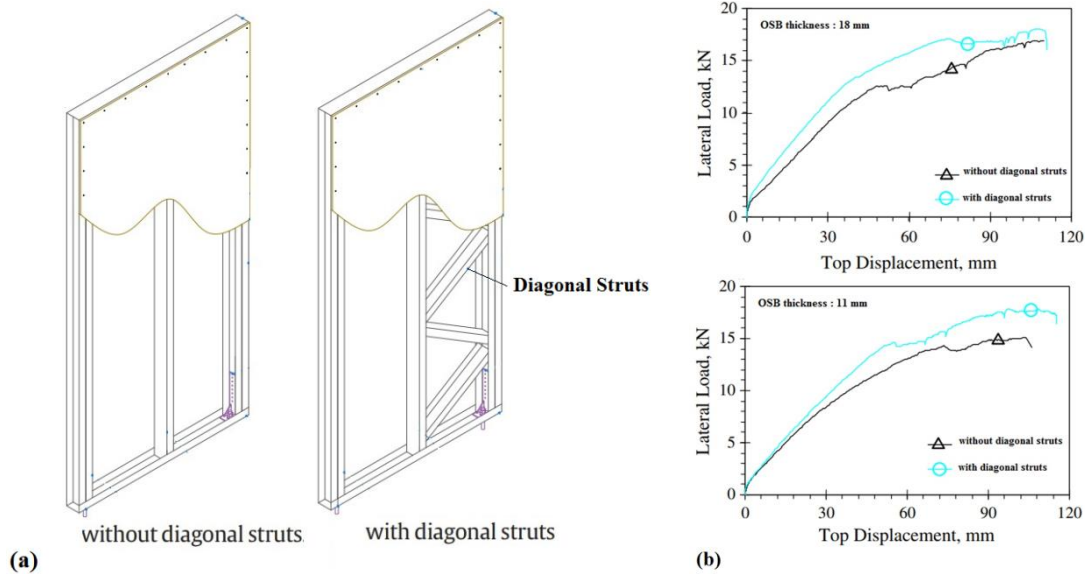 Diagonal Struts
without diagonal struts
with diagonal struts
(a)
20
15
10
5
0
Lateral Load, kN
OSB thickness : 18 mm
without diagonal struts
with diagonal struts
0
30
60
90
120
Top Displacement, mm
20
15
10
5
0
Lateral Load, kN
OSB thickness : 11 mm
without diagonal struts
with diagonal struts
0
30
60
90
120
Top Displacement, mm
(b)